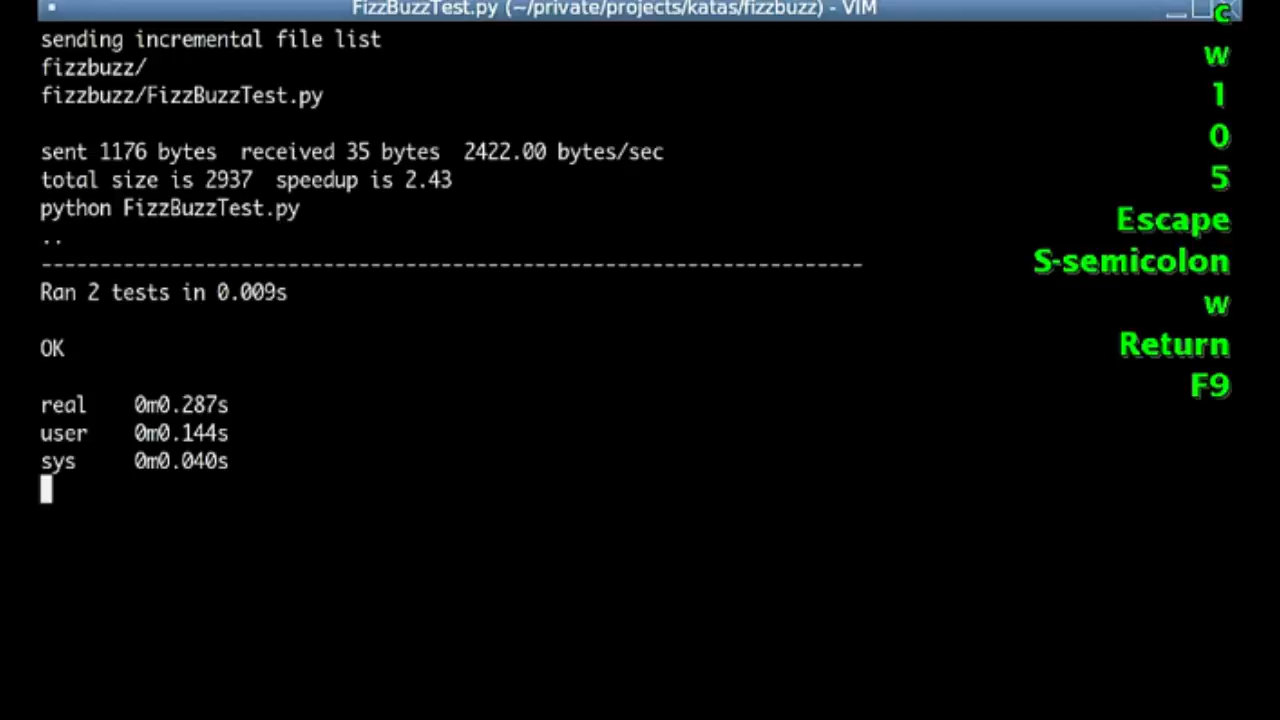 FizzBuzzTest.py (~/private/projects/katas/fizzbuzz) - VIM
sending incremental file list
fizzbuzz/
fizzbuzz/FizzBuzzTest.py
sent 1176 bytes  received 35 bytes  2422.00 bytes/sec
total size is 2937  speedup is 2.43
python FizzBuzzTest.py
..
----------------------------------------------------------------------
Ran 2 tests in 0.009s
OK
real    0m0.287s
user    0m0.144s
sys     0m0.040s
c
w
1
0
5
Escape
S-semicolon
w
Return
F9